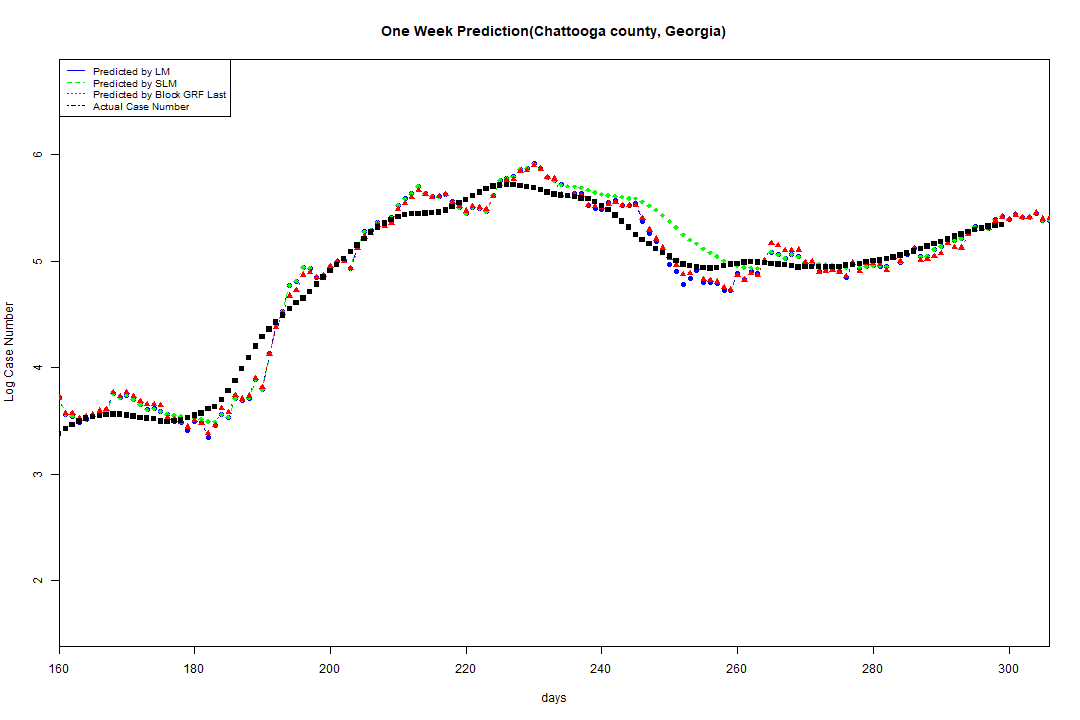 One Week Prediction(Chattooga county, Georgia)
Predicted by LM
Predicted by SLM
Predicted by Block GRF Last
Actual Case Number
6
5
4
3
2
Log Case Number
160 180 200 220 240 260 280 300
days